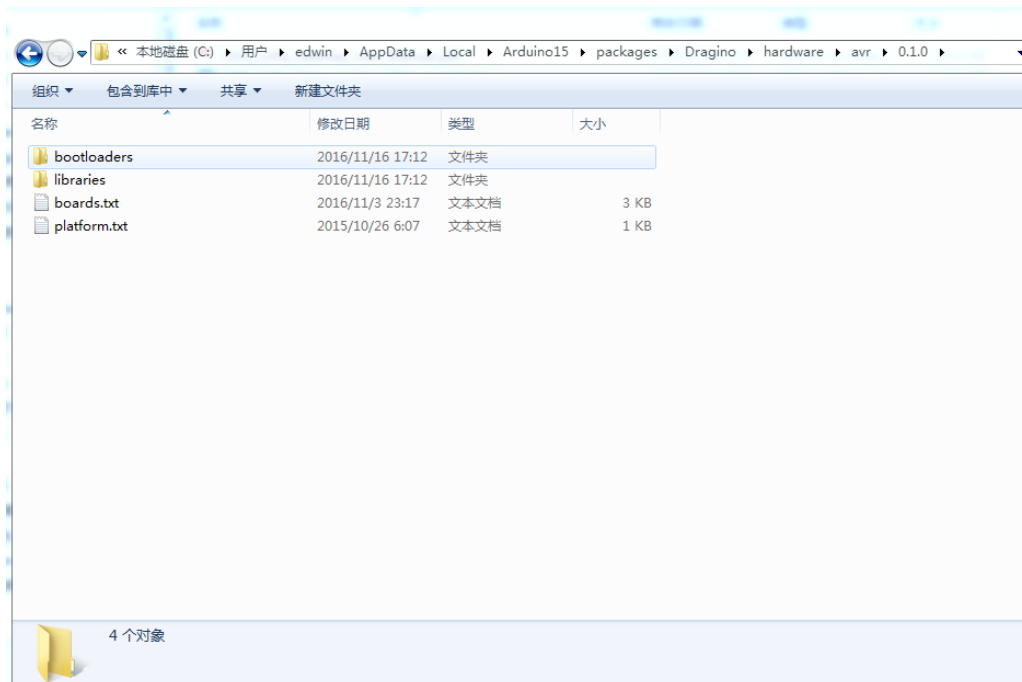 « 本地磁盘 (C:) 用户 edwin AppData Local Arduino15 packages Dragino hardware avr 0.1.0
组织 包含到库中 共享 新建文件夹
名称 修改日期 类型 大小
bootloaders 2016/11/16 17:12 文件夹
libraries 2016/11/16 17:12 文件夹
boards.txt 2016/11/3 23:17 文本文档 3 KB
platform.txt 2015/10/26 6:07 文本文档 1 KB
4 个对象